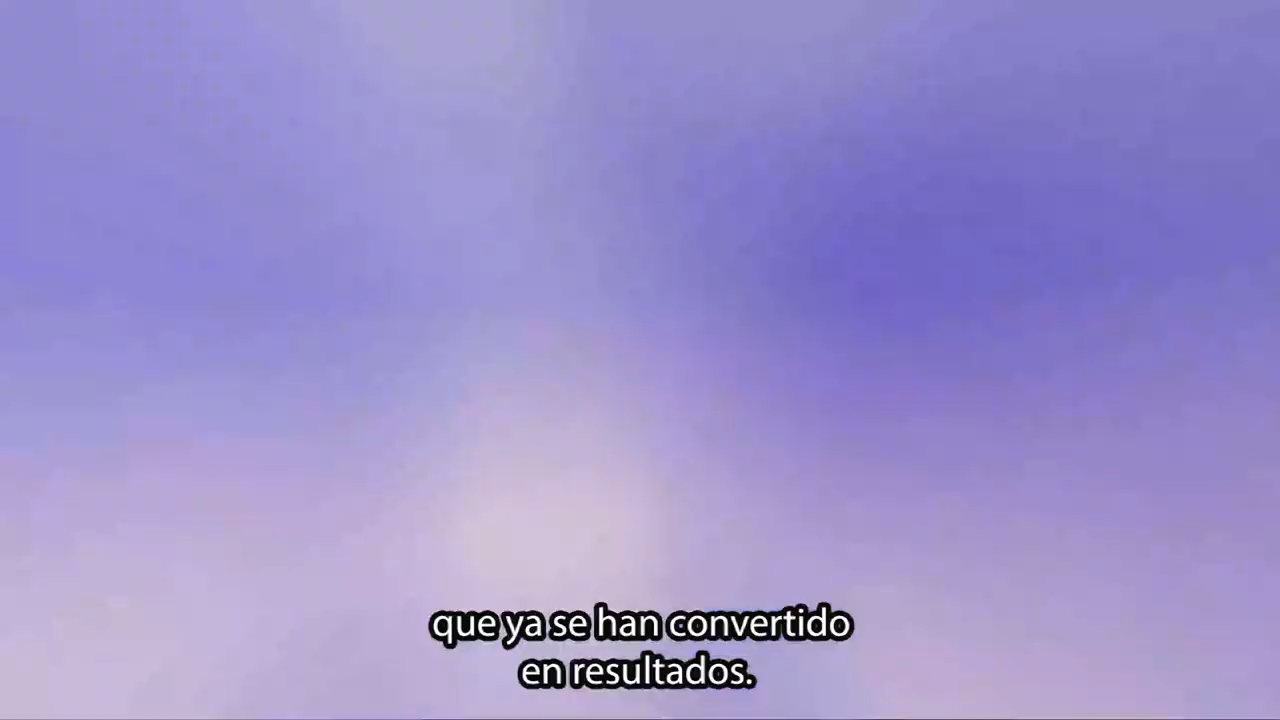 que ya se han convertido
en resultados.